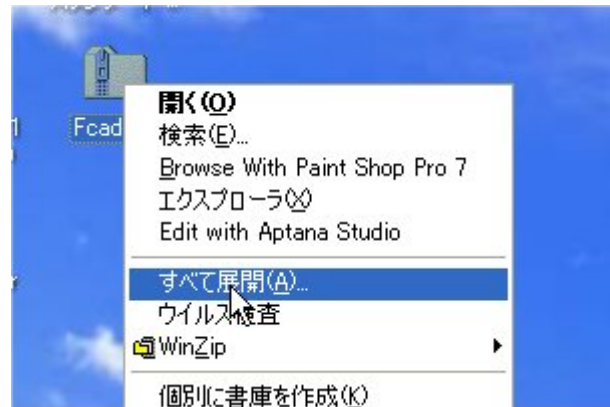 Fcad
開く(O)
検索(E)...
Browse With Paint Shop Pro 7
エクスプローラ(X)
Edit with Aptana Studio
すべて展開(A)...
ウイルス検査
WinZip
個別に書庫を作成(K)